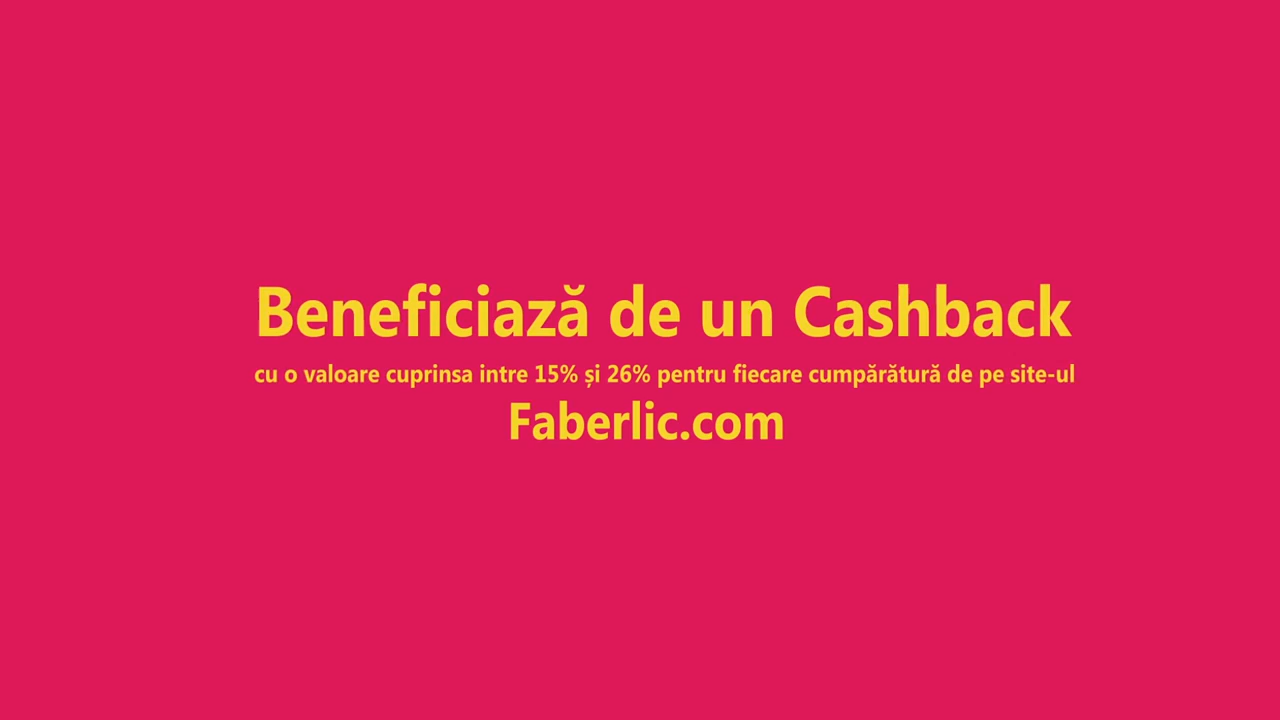 Beneficiază de un Cashback
cu o valoare cuprinsa intre 15% și 26% pentru fiecare cumpărătură de pe site-ul
Faberlic.com